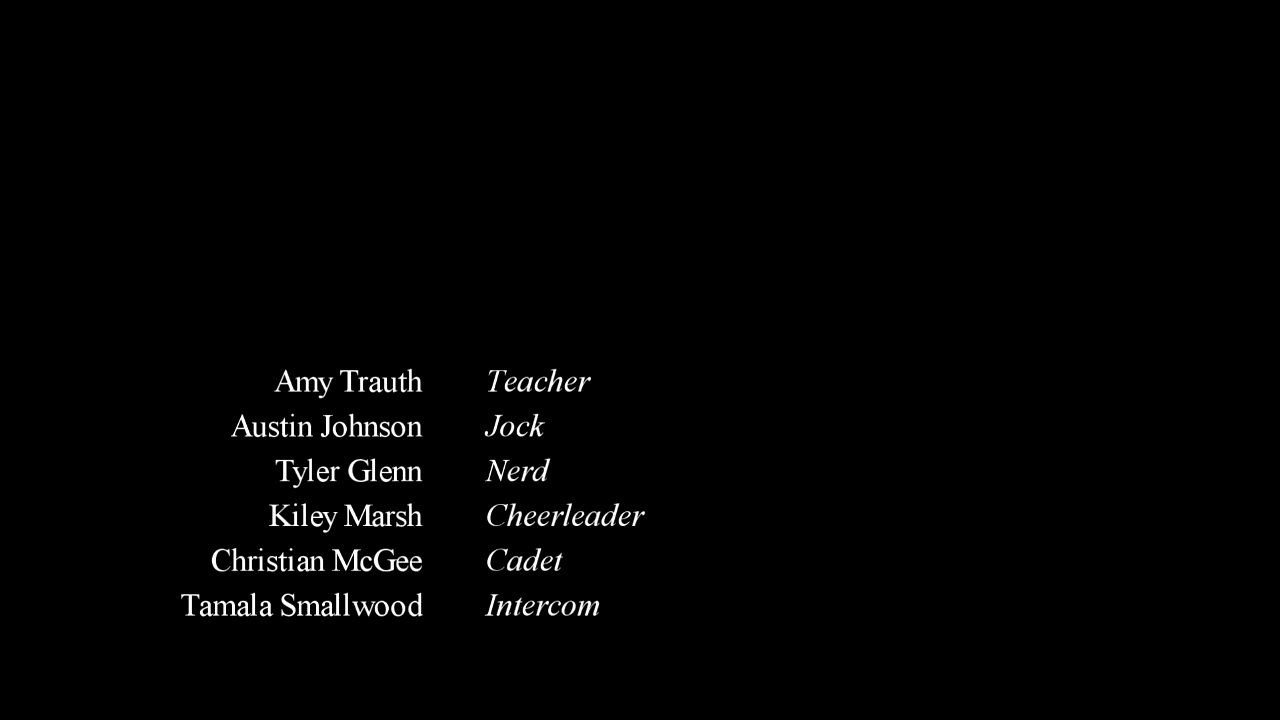 Amy Trauth Teacher
Austin Johnson Jock
Tyler Glenn Nerd
Kiley Marsh Cheerleader
Christian McGee Cadet
Tamala Smallwood Intercom